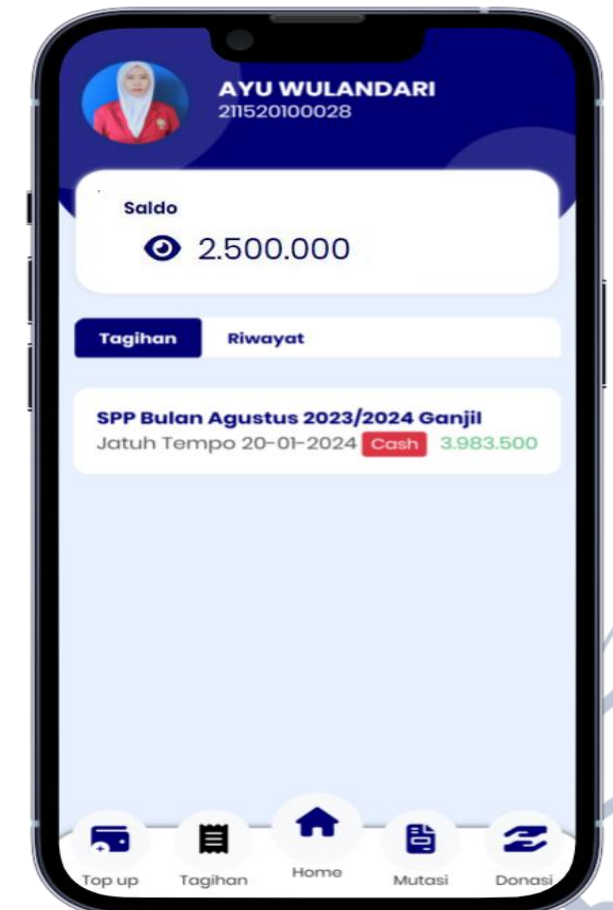 AYU WULANDARI
211520100028
Saldo
2.500.000
Tagihan Riwayat
SPP Bulan Agustus 2023/2024 Ganjil
Jatuh Tempo 20-01-2024 Cash 3.983.500
Top up Tagihan Home Mutasi Donasi